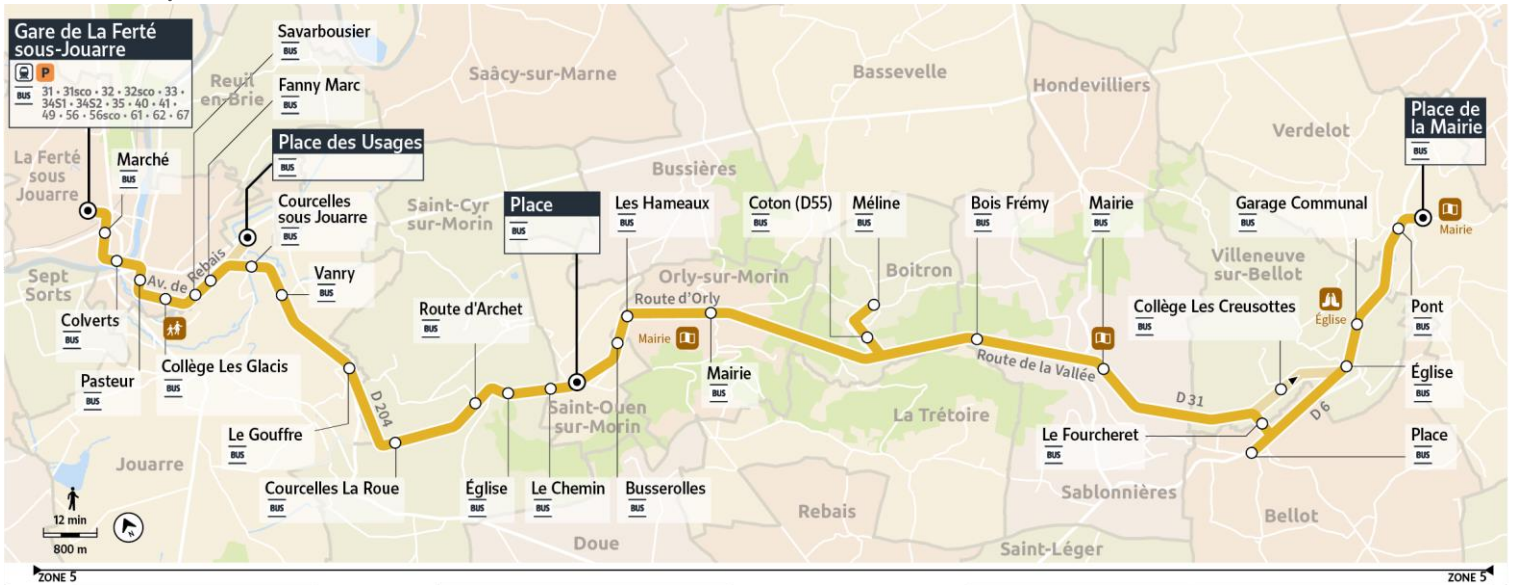 Gare de La Ferté
sous-Jouarre
P
BUS
31 • 31sco • 32 • 32sco • 33 •
34S1 • 34S2 • 35 • 40 • 41 •
49 • 56 • 56sco • 61 • 62 • 67
Savarbousier
BUS
Fanny Marc
BUS
Place des Usages
BUS
Marché
BUS
Courcelles
sous Jouarre
BUS
Vanry
BUS
Colverts
BUS
Pasteur
BUS
Collège Les Glacis
BUS
Le Gouffre
BUS
Courcelles La Roue
BUS
Route d'Archet
BUS
Église
BUS
Le Chemin
BUS
Place
BUS
Busserolles
BUS
Les Hameaux
BUS
Mairie
Mairie
BUS
Coton (D55)
BUS
Méline
BUS
Bois Frémy
BUS
Mairie
BUS
Le Fourcheret
BUS
Collège Les Creusottes
BUS
Place
BUS
Église
BUS
Garage Communal
BUS
Église
Pont
BUS
Place de
la Mairie
BUS
Mairie
La Ferté
sous
Jouarre
Reuil
en-Brie
Sept
Sorts
Jouarre
Saâcy-sur-Marne
Saint-Cyr
sur-Morin
Bussières
Saint-Ouen
sur-Morin
Doue
Orly-sur-Morin
Bassevelle
Boitron
La Trétoire
Rebais
Hondevilliers
Sablonnières
Saint-Léger
Verdelot
Villeneuve
sur-Bellot
Bellot
Av. de Rebais
D 204
Route d'Orly
Route de la Vallée
D 31
D 6
12 min
800 m
ZONE 5
ZONE 5